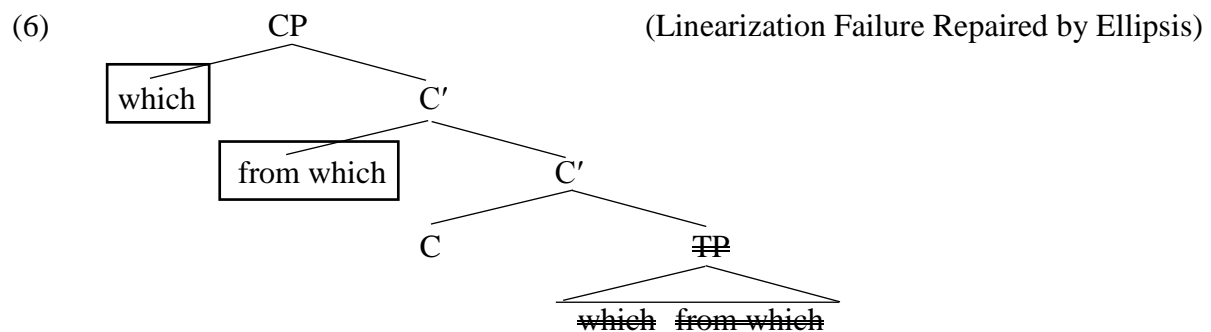 (6) CP (Linearization Failure Repaired by Ellipsis)
which C′
from which C′
C TP
which from which